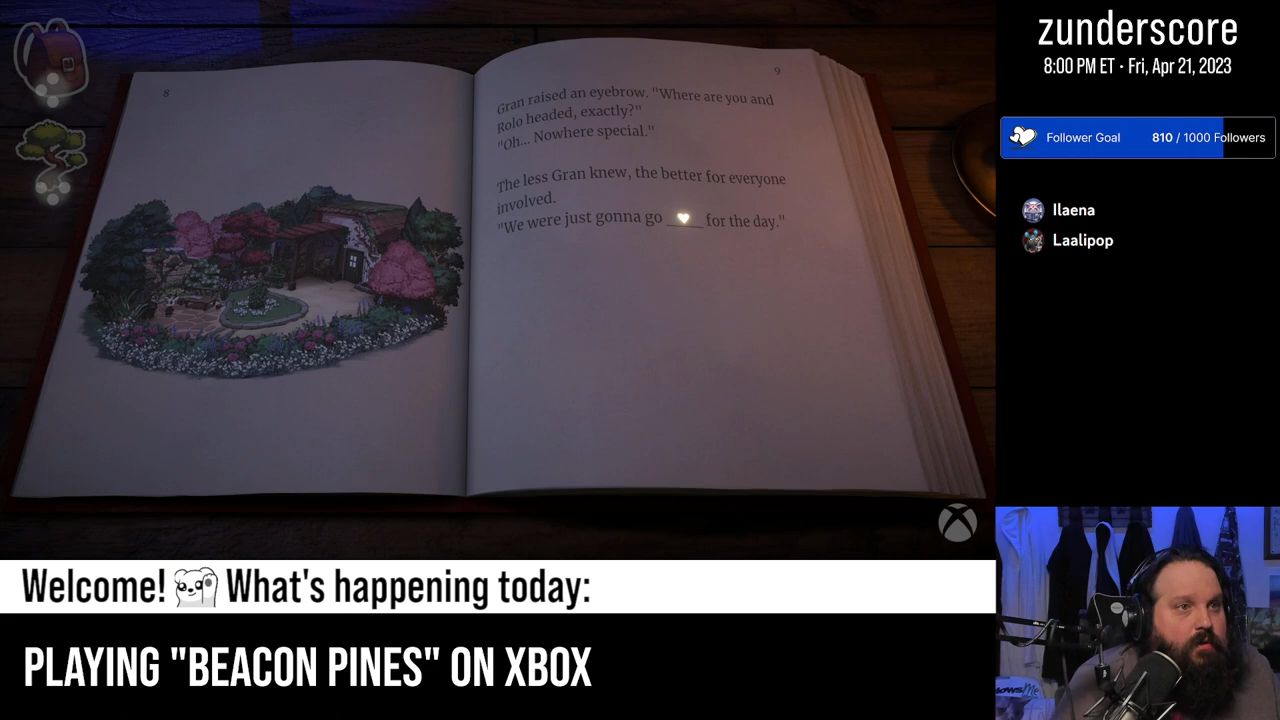 8
9
Gran raised an eyebrow. "Where are you and
Rolo headed, exactly?"
"Oh... Nowhere special."
The less Gran knew, the better for everyone
involved.
"We were just gonna go ____ for the day."
zunderscore
8:00 PM ET · Fri, Apr 21, 2023
Follower Goal 810 / 1000 Followers
Ilaena
Laalipop
Welcome! What's happening today:
PLAYING "BEACON PINES" ON XBOX